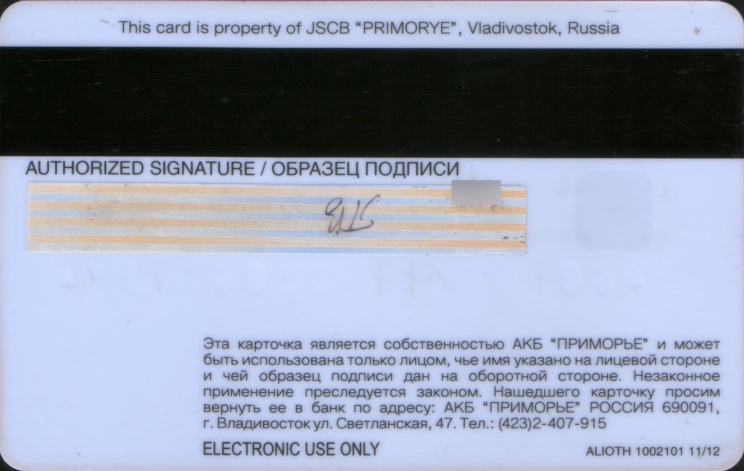 This card is property of JSCB "PRIMORYE", Vladivostok, Russia
AUTHORIZED SIGNATURE / ОБРАЗЕЦ ПОДПИСИ
Эта карточка является собственностью АКБ "ПРИМОРЬЕ" и может
быть использована только лицом, чье имя указано на лицевой стороне
и чей образец подписи дан на оборотной стороне. Незаконное
применение преследуется законом. Нашедшего карточку просим
вернуть ее в банк по адресу: АКБ "ПРИМОРЬЕ" РОССИЯ 690091,
г. Владивосток ул. Светланская, 47. Тел.: (423)2-407-915
ELECTRONIC USE ONLY
ALIOTH 1002101 11/12